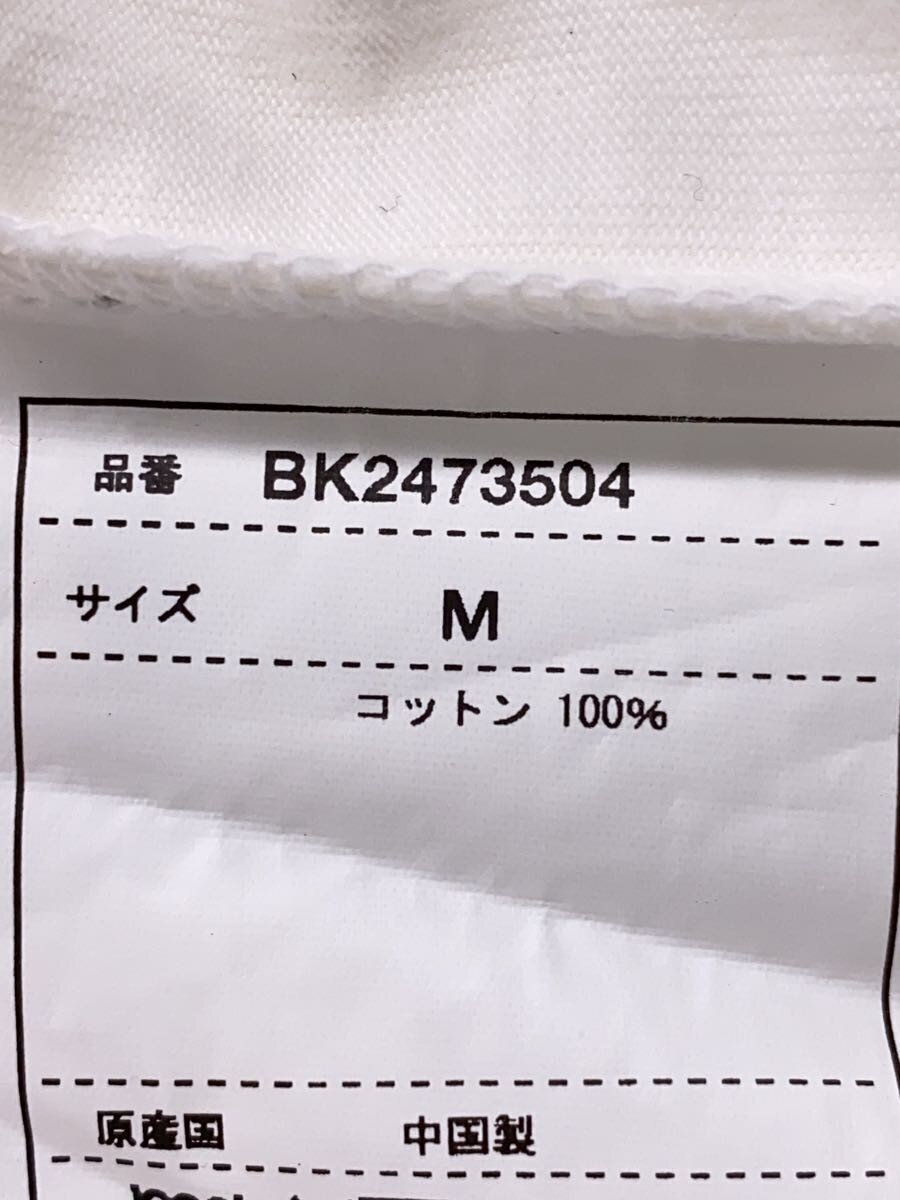 品番 BK2473504
サイズ M
コットン 100%
原産国 中国製